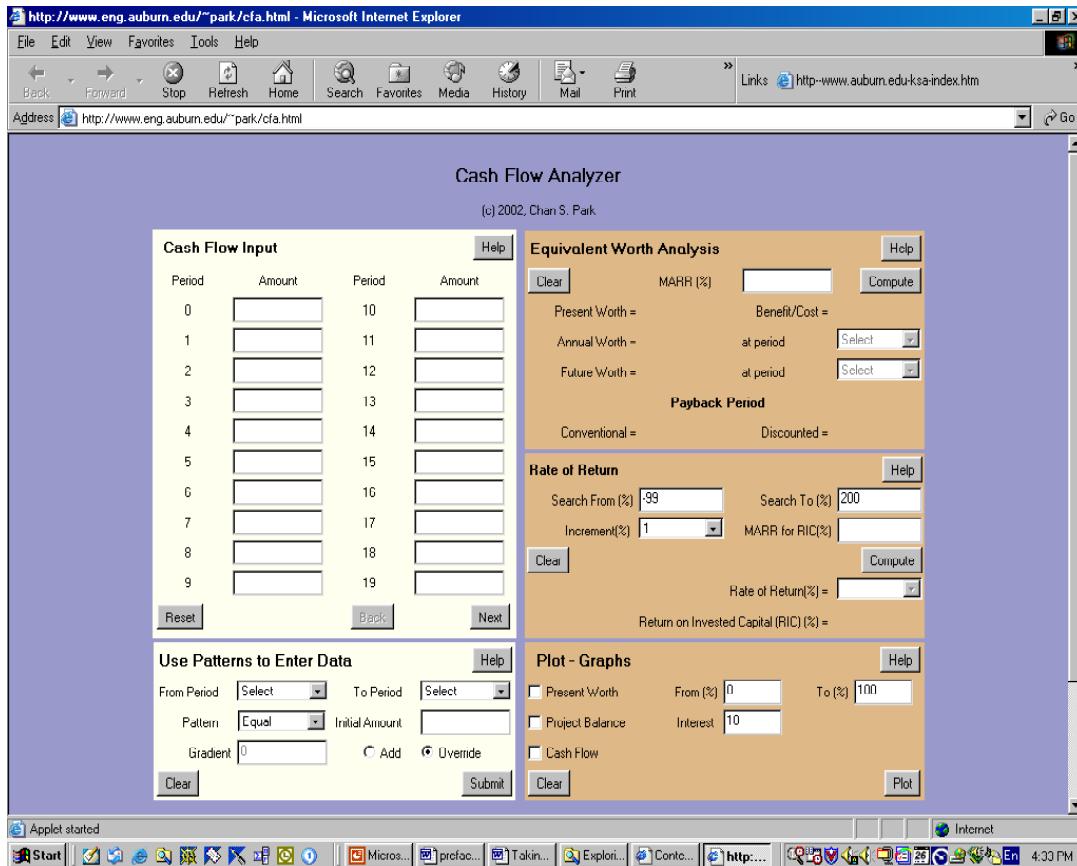 http://www.eng.auburn.edu/~park/cfa.html - Microsoft Internet Explorer
File Edit View Favorites Tools Help
Back Forward Stop Refresh Home Search Favorites Media History Mail Print » Links http--www.auburn.edu-ksa-index.htm
Address http://www.eng.auburn.edu/~park/cfa.html Go
Cash Flow Analyzer
(c) 2002, Chan S. Park
Cash Flow Input Help
Period Amount Period Amount
0 10
1 11
2 12
3 13
4 14
5 15
6 16
7 17
8 18
9 19
Reset Back Next
Use Patterns to Enter Data Help
From Period Select To Period Select
Pattern Equal Initial Amount
Gradient 0 Add Override
Clear Submit
Equivalent Worth Analysis Help
Clear MARR (%) Compute
Present Worth = Benefit/Cost =
Annual Worth = at period Select
Future Worth = at period Select
Payback Period
Conventional = Discounted =
Rate of Return Help
Search From (%) -99 Search To (%) 200
Increment(%) 1 MARR for RIC(%)
Clear Compute
Rate of Return(%) =
Return on Invested Capital (RIC) (%) =
Plot - Graphs Help
Present Worth From (%) 0 To (%) 100
Project Balance Interest 10
Cash Flow
Clear Plot
Applet started Internet
Start Micros... prefac... Takin... Explori... Conte... http:... 26 En 4:33 PM